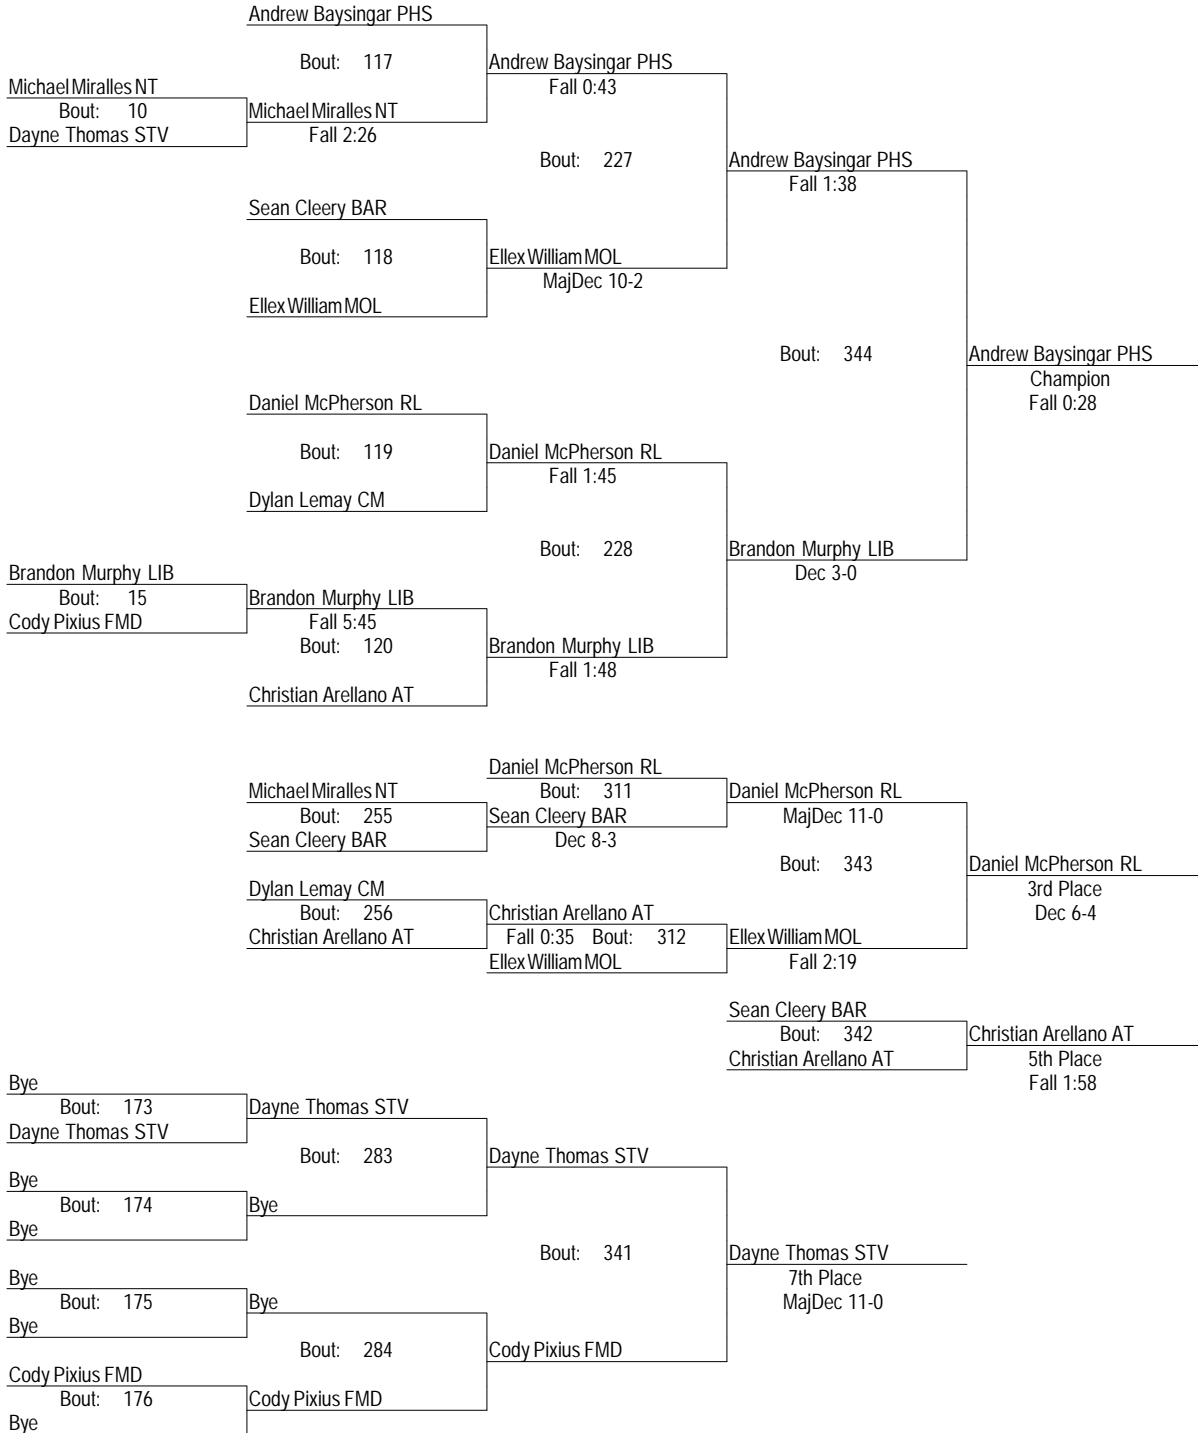 Andrew Baysingar PHS
Bout: 117
Andrew Baysingar PHS
Michael Miralles NT
Fall 0:43
Bout: 10
Michael Miralles NT
Dayne Thomas STV
Fall 2:26
Bout: 227
Andrew Baysingar PHS
Fall 1:38
Sean Cleery BAR
Bout: 118
Ellex William MOL
MajDec 10-2
Ellex William MOL
Bout: 344
Andrew Baysingar PHS
Champion
Fall 0:28
Daniel McPherson RL
Bout: 119
Daniel McPherson RL
Fall 1:45
Dylan Lemay CM
Bout: 228
Brandon Murphy LIB
Dec 3-0
Brandon Murphy LIB
Bout: 15
Brandon Murphy LIB
Cody Pixius FMD
Fall 5:45
Bout: 120
Brandon Murphy LIB
Fall 1:48
Christian Arellano AT
Daniel McPherson RL
Michael Miralles NT
Bout: 311
Daniel McPherson RL
Bout: 255
Sean Cleery BAR
MajDec 11-0
Sean Cleery BAR
Dec 8-3
Bout: 343
Daniel McPherson RL
3rd Place
Dec 6-4
Dylan Lemay CM
Bout: 256
Christian Arellano AT
Christian Arellano AT
Fall 0:35 Bout: 312
Ellex William MOL
Ellex William MOL
Fall 2:19
Sean Cleery BAR
Bout: 342
Christian Arellano AT
Christian Arellano AT
5th Place
Fall 1:58
Bye
Bout: 173
Dayne Thomas STV
Dayne Thomas STV
Bout: 283
Dayne Thomas STV
Bye
Bout: 174
Bye
Bye
Bout: 341
Dayne Thomas STV
7th Place
MajDec 11-0
Bye
Bout: 175
Bye
Bye
Bout: 284
Cody Pixius FMD
Cody Pixius FMD
Bout: 176
Cody Pixius FMD
Bye